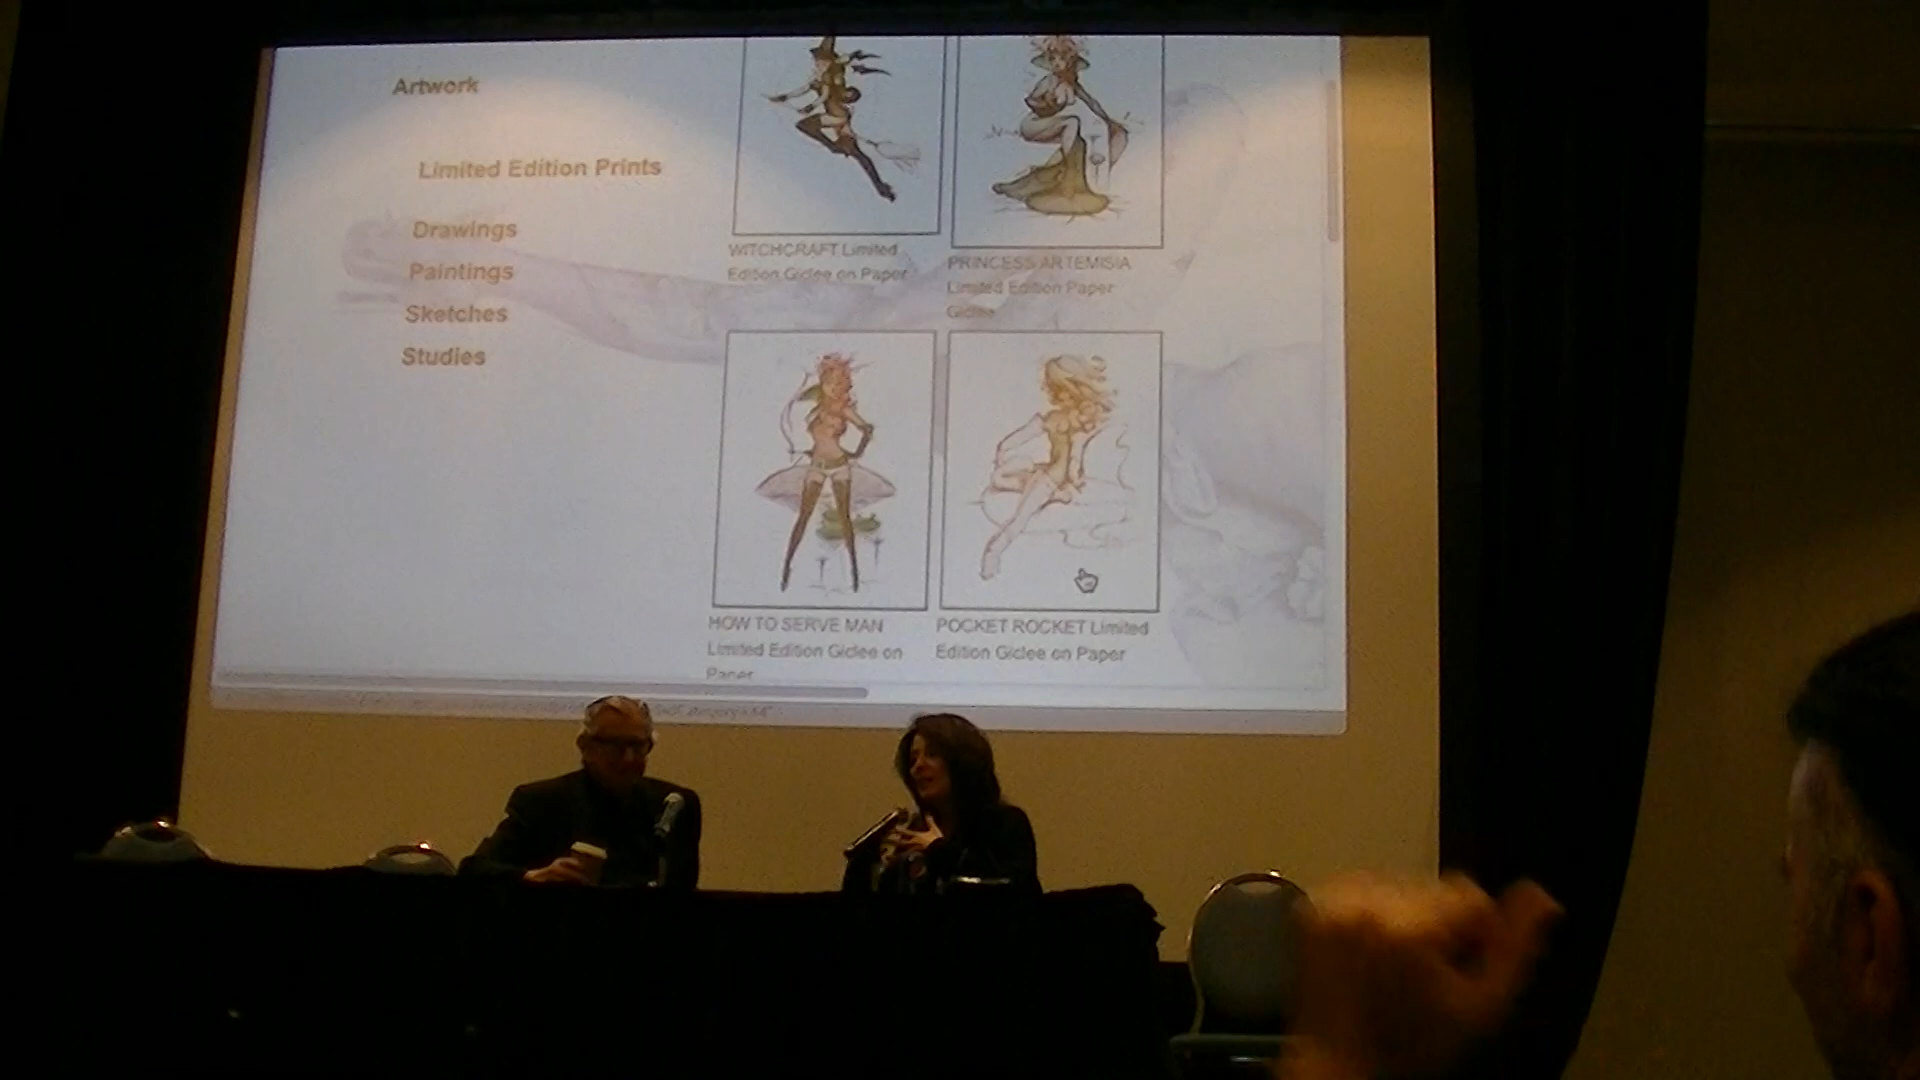 Artwork
Limited Edition Prints
Drawings
Paintings
Sketches
Studies
WITCHCRAFT Limited
Edition Giclee on Paper
PRINCESS ARTEMISIA
Limited Edition Paper
Giclee
HOW TO SERVE MAN
Limited Edition Giclee on
Paper
POCKET ROCKET Limited
Edition Giclee on Paper